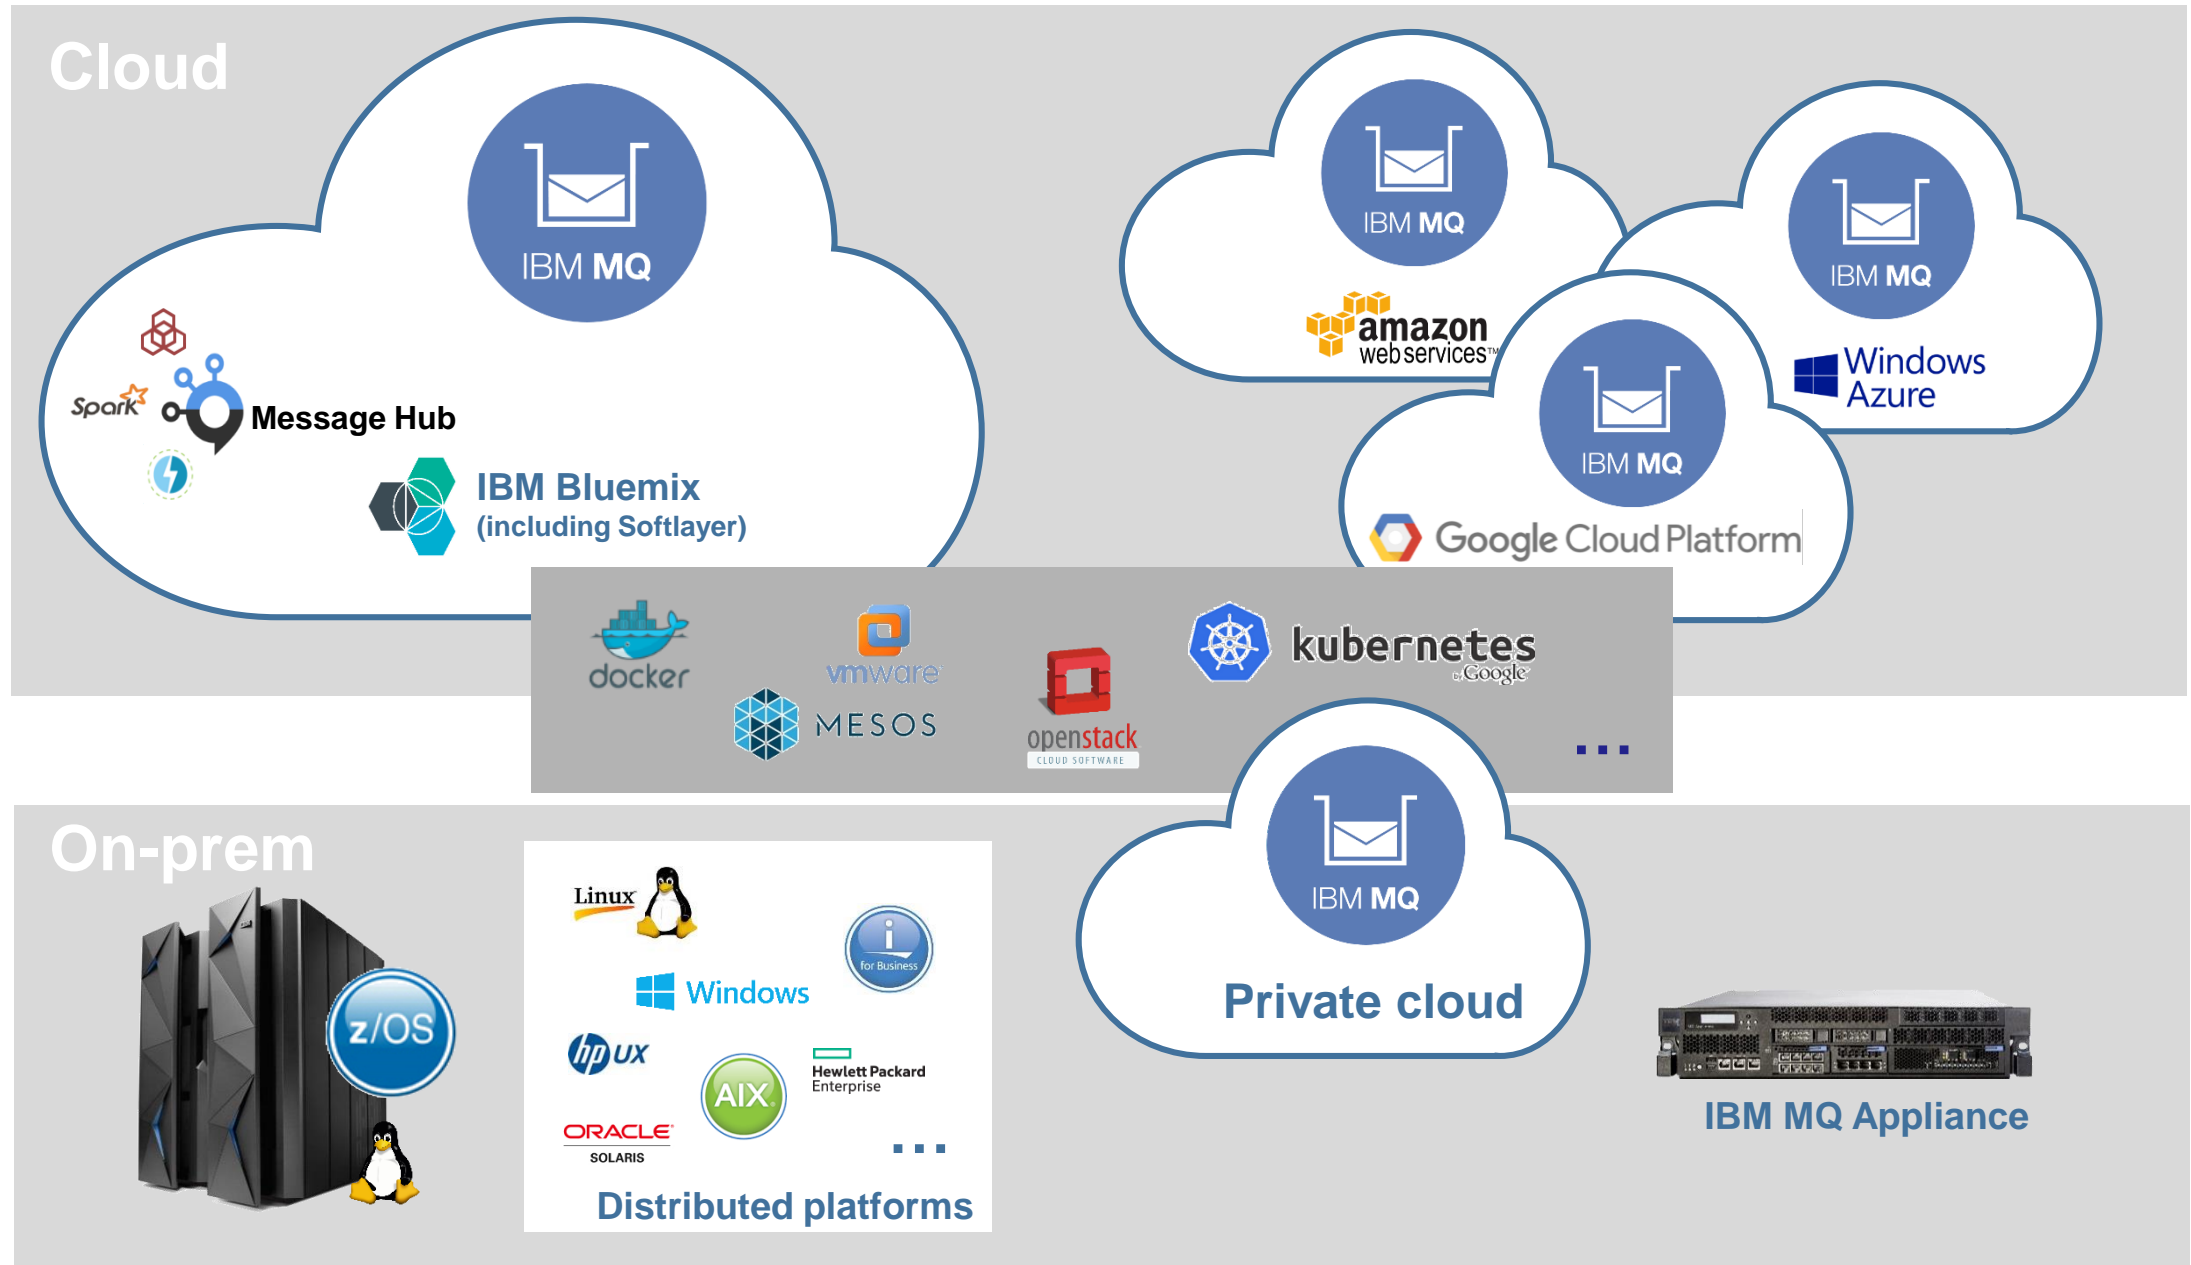 Cloud
IBM MQ
Spark
Message Hub
IBM Bluemix
(including Softlayer)
IBM MQ
amazon
webservices™
IBM MQ
Windows
Azure
IBM MQ
Google Cloud Platform
docker
vmware
MESOS
openstack
CLOUD SOFTWARE
kubernetes
by Google
...
On-prem
z/OS
Linux
i
for Business
Windows
hp UX
AIX
Hewlett Packard
Enterprise
ORACLE
SOLARIS
...
Distributed platforms
IBM MQ
Private cloud
IBM MQ Appliance